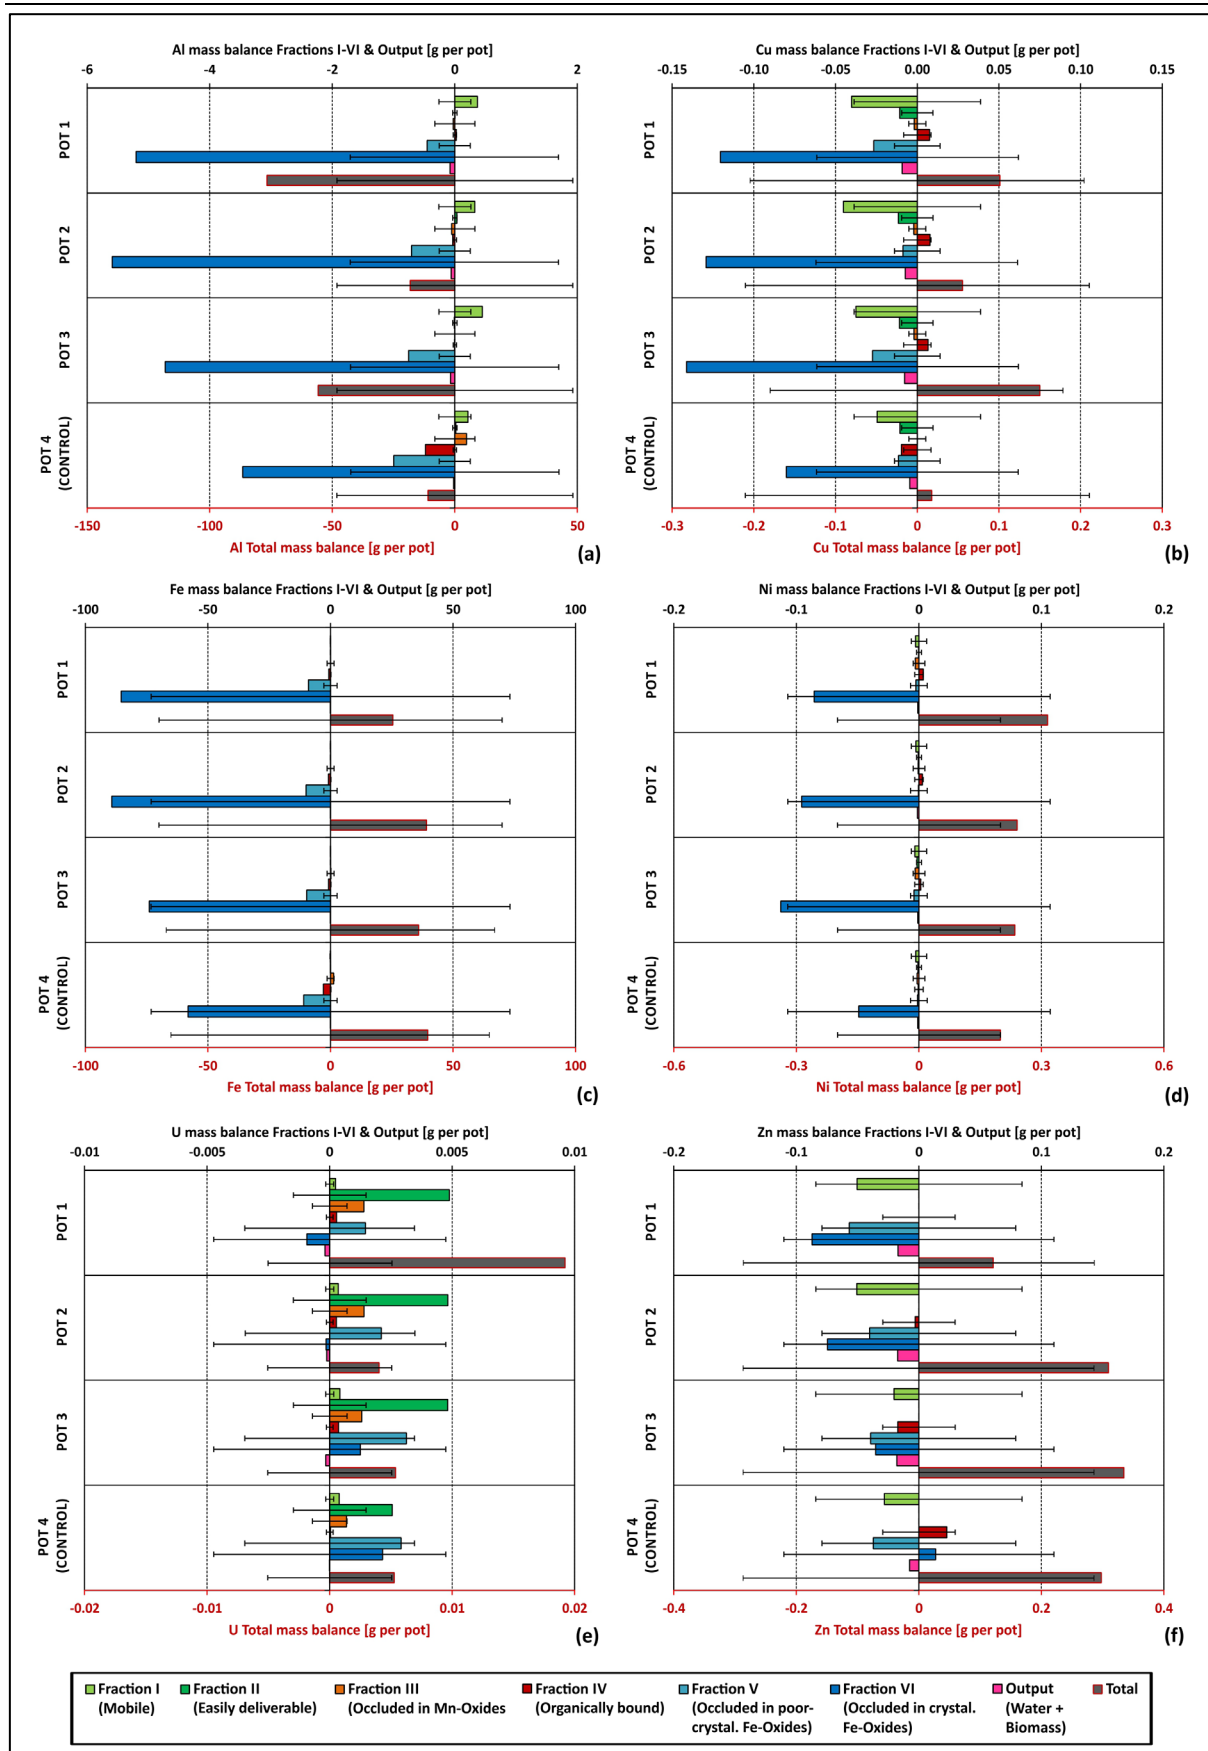 Al mass balance Fractions I-VI & Output [g per pot]
-6 -4 -2 0 2
POT 1
POT 2
POT 3
POT 4
(CONTROL)
-150 -100 -50 0 50
Al Total mass balance [g per pot]
(a)
Cu mass balance Fractions I-VI & Output [g per pot]
-0.15 -0.10 -0.05 0.00 0.05 0.10 0.15
POT 1
POT 2
POT 3
POT 4
(CONTROL)
-0.3 -0.2 -0.1 0.0 0.1 0.2 0.3
Cu Total mass balance [g per pot]
(b)
Fe mass balance Fractions I-VI & Output [g per pot]
-100 -50 0 50 100
POT 1
POT 2
POT 3
POT 4
(CONTROL)
-100 -50 0 50 100
Fe Total mass balance [g per pot]
(c)
Ni mass balance Fractions I-VI & Output [g per pot]
-0.2 -0.1 0 0.1 0.2
POT 1
POT 2
POT 3
POT 4
(CONTROL)
-0.6 -0.3 0 0.3 0.6
Ni Total mass balance [g per pot]
(d)
U mass balance Fractions I-VI & Output [g per pot]
-0.01 -0.005 0 0.005 0.01
POT 1
POT 2
POT 3
POT 4
(CONTROL)
-0.02 -0.01 0 0.01 0.02
U Total mass balance [g per pot]
(e)
Zn mass balance Fractions I-VI & Output [g per pot]
-0.2 -0.1 0 0.1 0.2
POT 1
POT 2
POT 3
POT 4
(CONTROL)
-0.4 -0.2 0 0.2 0.4
Zn Total mass balance [g per pot]
(f)
Fraction I
(Mobile)
Fraction II
(Easily deliverable)
Fraction III
(Occluded in Mn-Oxides
Fraction IV
(Organically bound)
Fraction V
(Occluded in poor-
crystal. Fe-Oxides)
Fraction VI
(Occluded in crystal.
Fe-Oxides)
Output
(Water +
Biomass)
Total